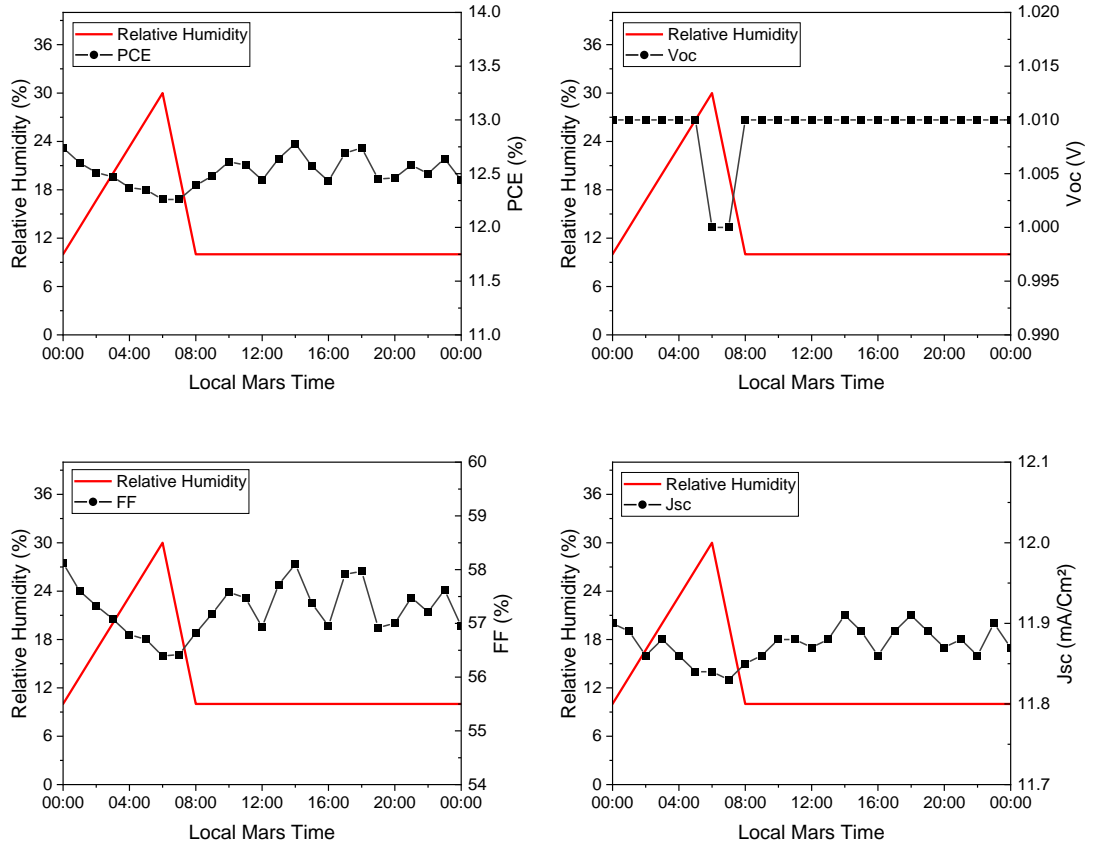 Relative Humidity
PCE
Relative Humidity (%)
0
6
12
18
24
30
36
PCE (%)
11.0
11.5
12.0
12.5
13.0
13.5
14.0
00:00 04:00 08:00 12:00 16:00 20:00 00:00
Local Mars Time
Relative Humidity
Voc
Relative Humidity (%)
0
6
12
18
24
30
36
Voc (V)
0.990
0.995
1.000
1.005
1.010
1.015
1.020
00:00 04:00 08:00 12:00 16:00 20:00 00:00
Local Mars Time
Relative Humidity
FF
Relative Humidity (%)
0
6
12
18
24
30
36
FF (%)
54
55
56
57
58
59
60
00:00 04:00 08:00 12:00 16:00 20:00 00:00
Local Mars Time
Relative Humidity
Jsc
Relative Humidity (%)
0
6
12
18
24
30
36
Jsc (mA/Cm²)
11.7
11.8
11.9
12.0
12.1
00:00 04:00 08:00 12:00 16:00 20:00 00:00
Local Mars Time